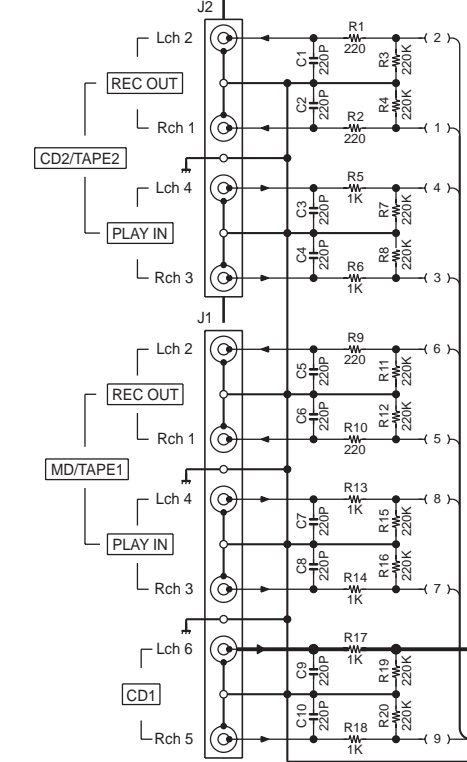 J2
Lch 2
REC OUT
Rch 1
CD2/TAPE2
Lch 4
PLAY IN
Rch 3
C1
220P
C2
220P
R1
220
R2
220
R3
220K
R4
220K
( 2 )
( 1 )
C3
220P
C4
220P
R5
1K
R6
1K
R7
220K
R8
220K
( 4 )
( 3 )
J1
Lch 2
REC OUT
Rch 1
MD/TAPE1
Lch 4
PLAY IN
Rch 3
C5
220P
C6
220P
R9
220
R10
220
R11
220K
R12
220K
( 6 )
( 5 )
C7
220P
C8
220P
R13
1K
R14
1K
R15
220K
R16
220K
( 8 )
( 7 )
Lch 6
CD1
Rch 5
C9
220P
C10
220P
R17
1K
R18
1K
R19
220K
R20
220K
( 9 )